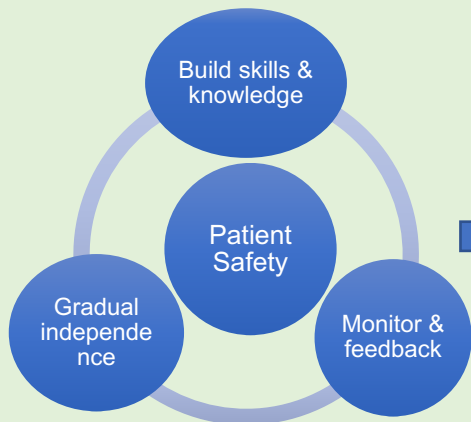 Build skills &
knowledge
Patient
Safety
Gradual
independe
nce
Monitor &
feedback